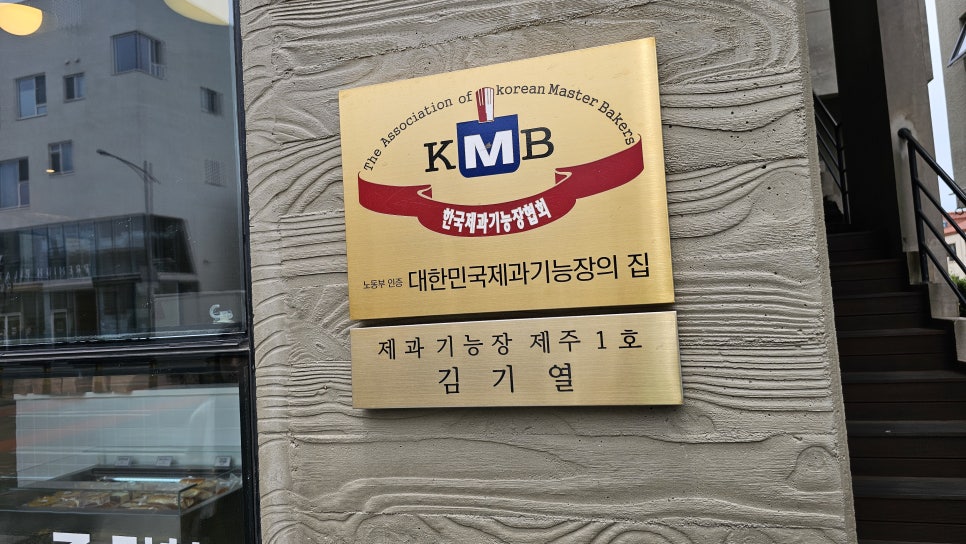 The Association of korean Master Bakers
KMB
한국제과기능장협회
노동부 인증 대한민국제과기능장의 집
제과기능장 제주 1호
김기열